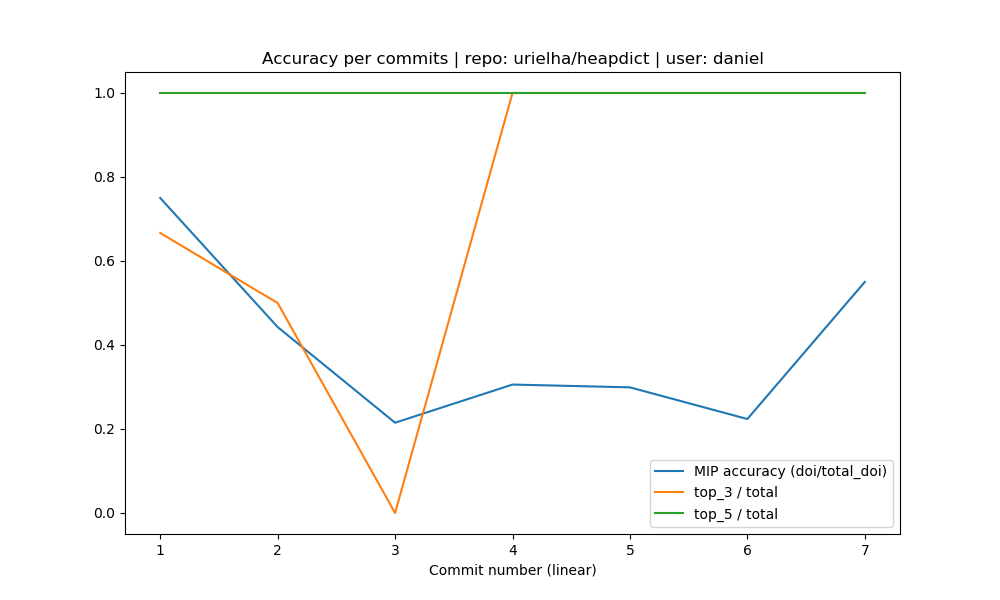 Accuracy per commits | repo: urielha/heapdict | user: daniel
1.0
0.8
0.6
0.4
0.2
0.0
MIP accuracy (doi/total_doi)
top_3 / total
top_5 / total
1 2 3 4 5 6 7
Commit number (linear)